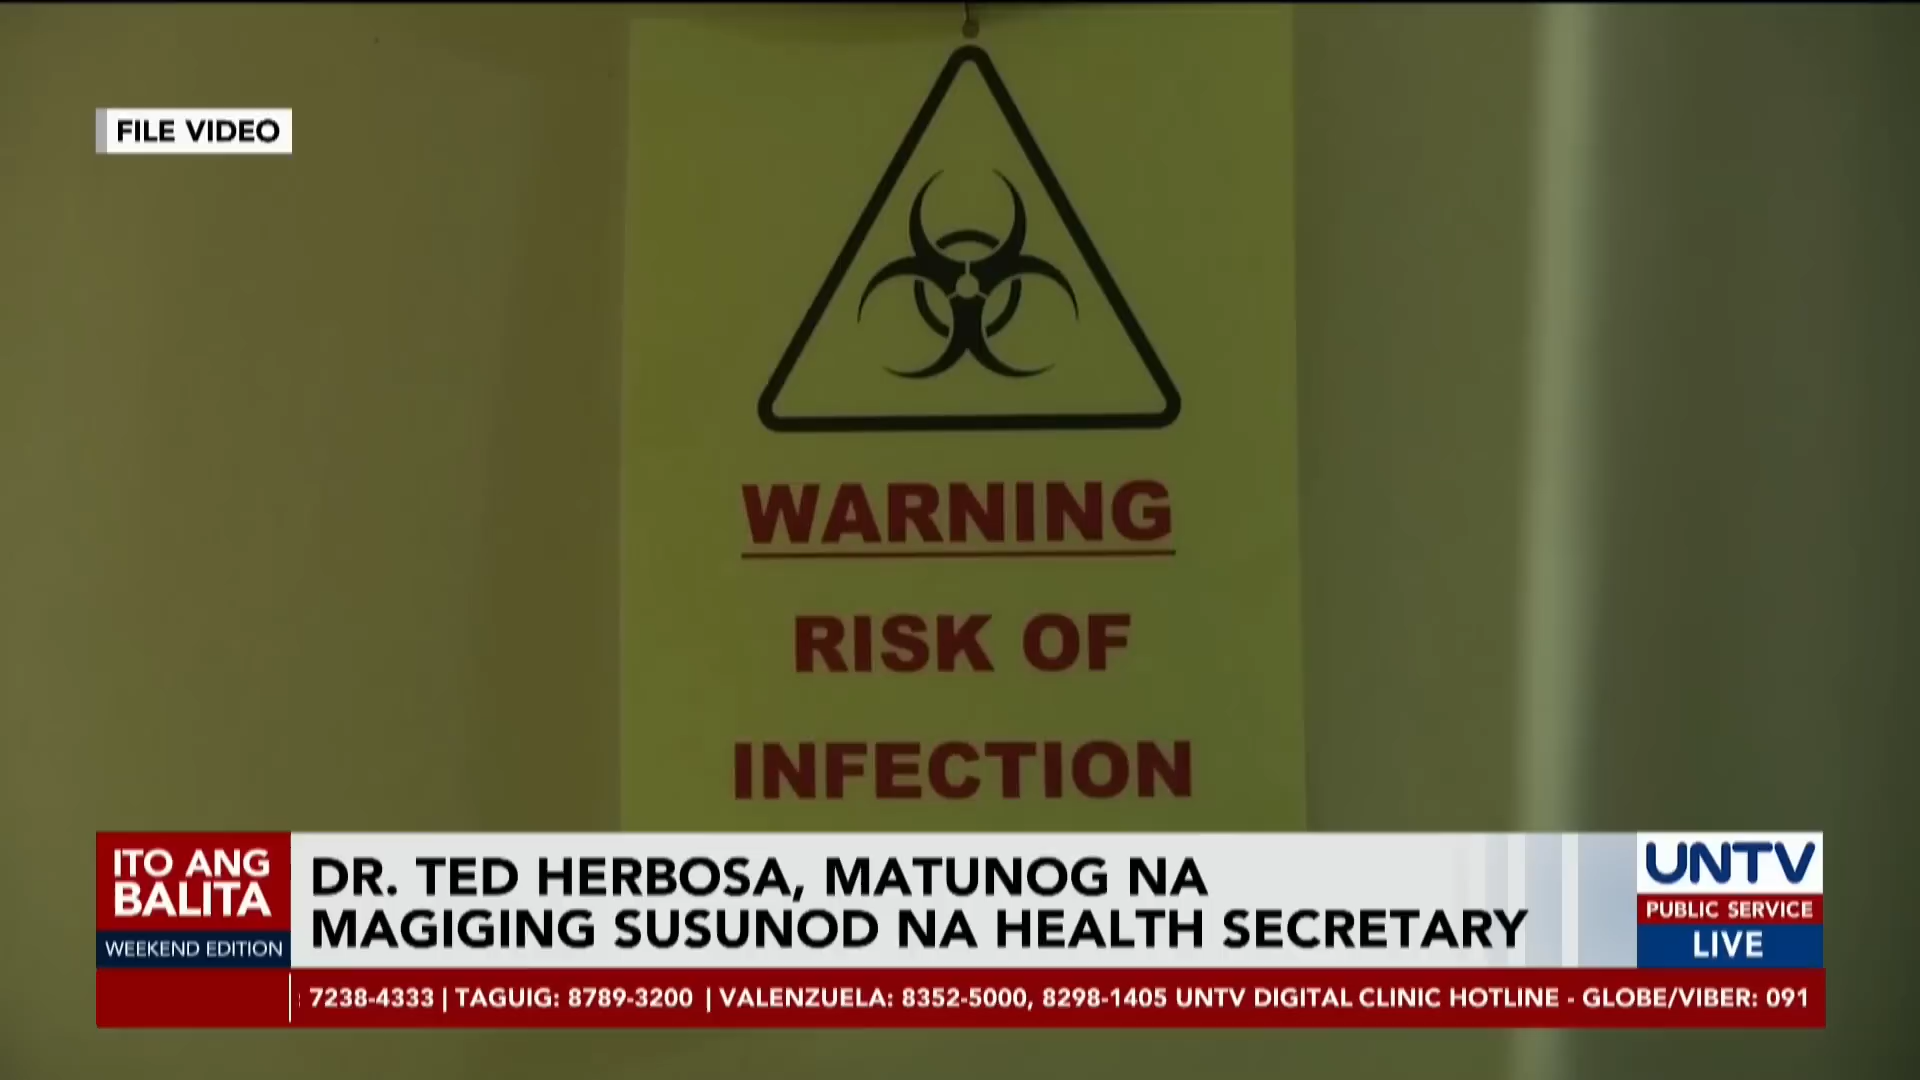 FILE VIDEO
WARNING
RISK OF
INFECTION
ITO ANG
BALITA
WEEKEND EDITION
DR. TED HERBOSA, MATUNOG NA
MAGIGING SUSUNOD NA HEALTH SECRETARY
UNTV
PUBLIC SERVICE
LIVE
: 7238-4333 | TAGUIG: 8789-3200 | VALENZUELA: 8352-5000, 8298-1405 UNTV DIGITAL CLINIC HOTLINE - GLOBE/VIBER: 091